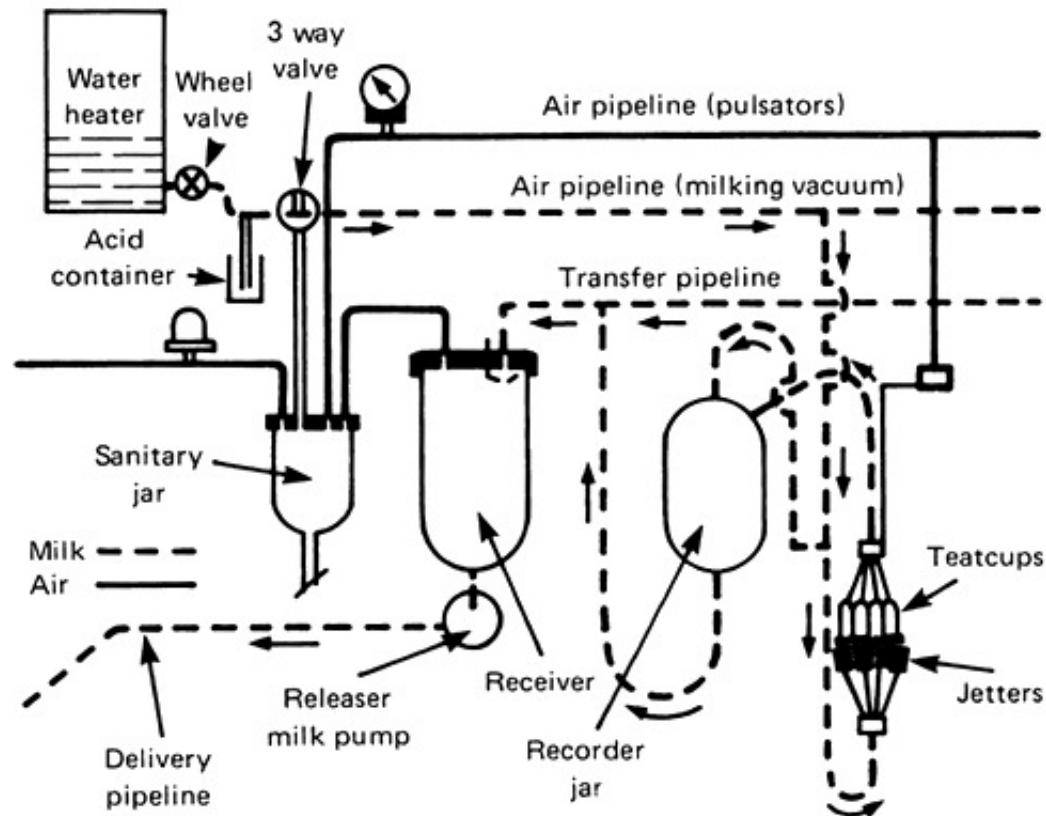 3 way
valve
Water
heater
Wheel
valve
Air pipeline (pulsators)
Air pipeline (milking vacuum)
Acid
container
Transfer pipeline
Sanitary
jar
Milk
Air
Teatcups
Receiver
Jetters
Releaser
milk pump
Recorder
jar
Delivery
pipeline